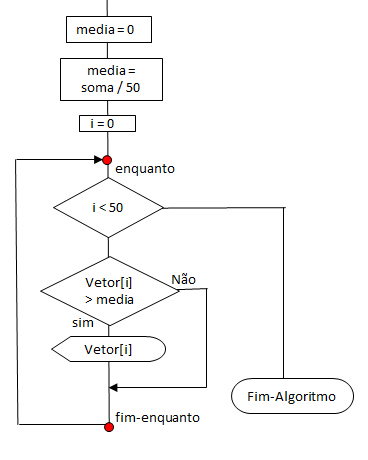 media = 0
media =
soma / 50
i = 0
enquanto
i < 50
Vetor[i]
> media
Não
sim
Vetor[i]
Fim-Algoritmo
fim-enquanto